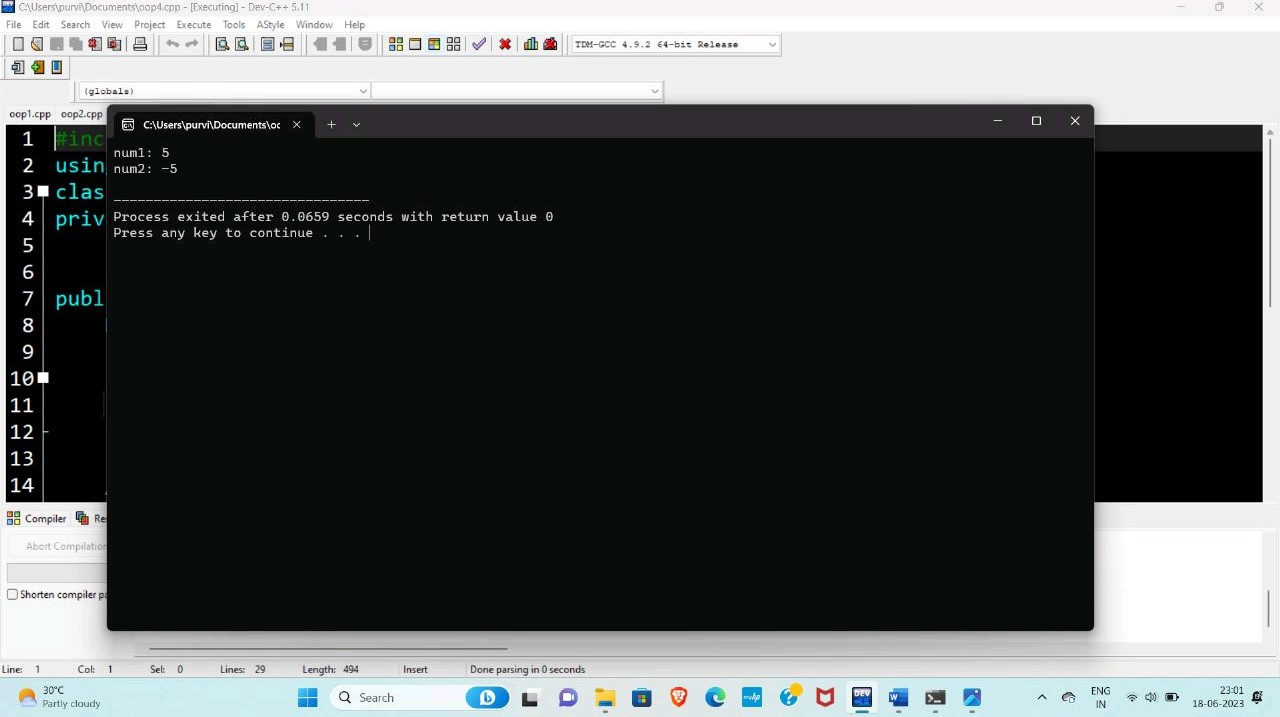 C:\Users\purvi\Documents\oop4.cpp - [Executing] - Dev-C++ 5.11
File Edit Search View Project Execute Tools AStyle Window Help
TDM-GCC 4.9.2 64-bit Release
(globals)
oop1.cpp oop2.cpp
C:\Users\purvi\Documents\oc
1 #inc
2 usin
3 clas
4 priv
5
6
7 publ
8
9
10
11
12
13
14
num1: 5
num2: -5
--------------------------------
Process exited after 0.0659 seconds with return value 0
Press any key to continue . . .
Compiler Res
Abort Compilation
Shorten compiler pa
Line: 1 Col: 1 Sel: 0 Lines: 29 Length: 494 Insert Done parsing in 0 seconds
30°C
Partly cloudy
Search
DEV
ENG
IN
23:01
18-06-2023